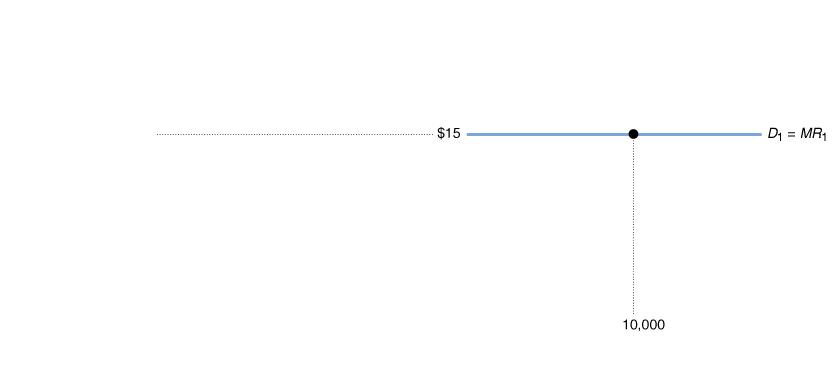 $15
D₁ = MR₁
10,000